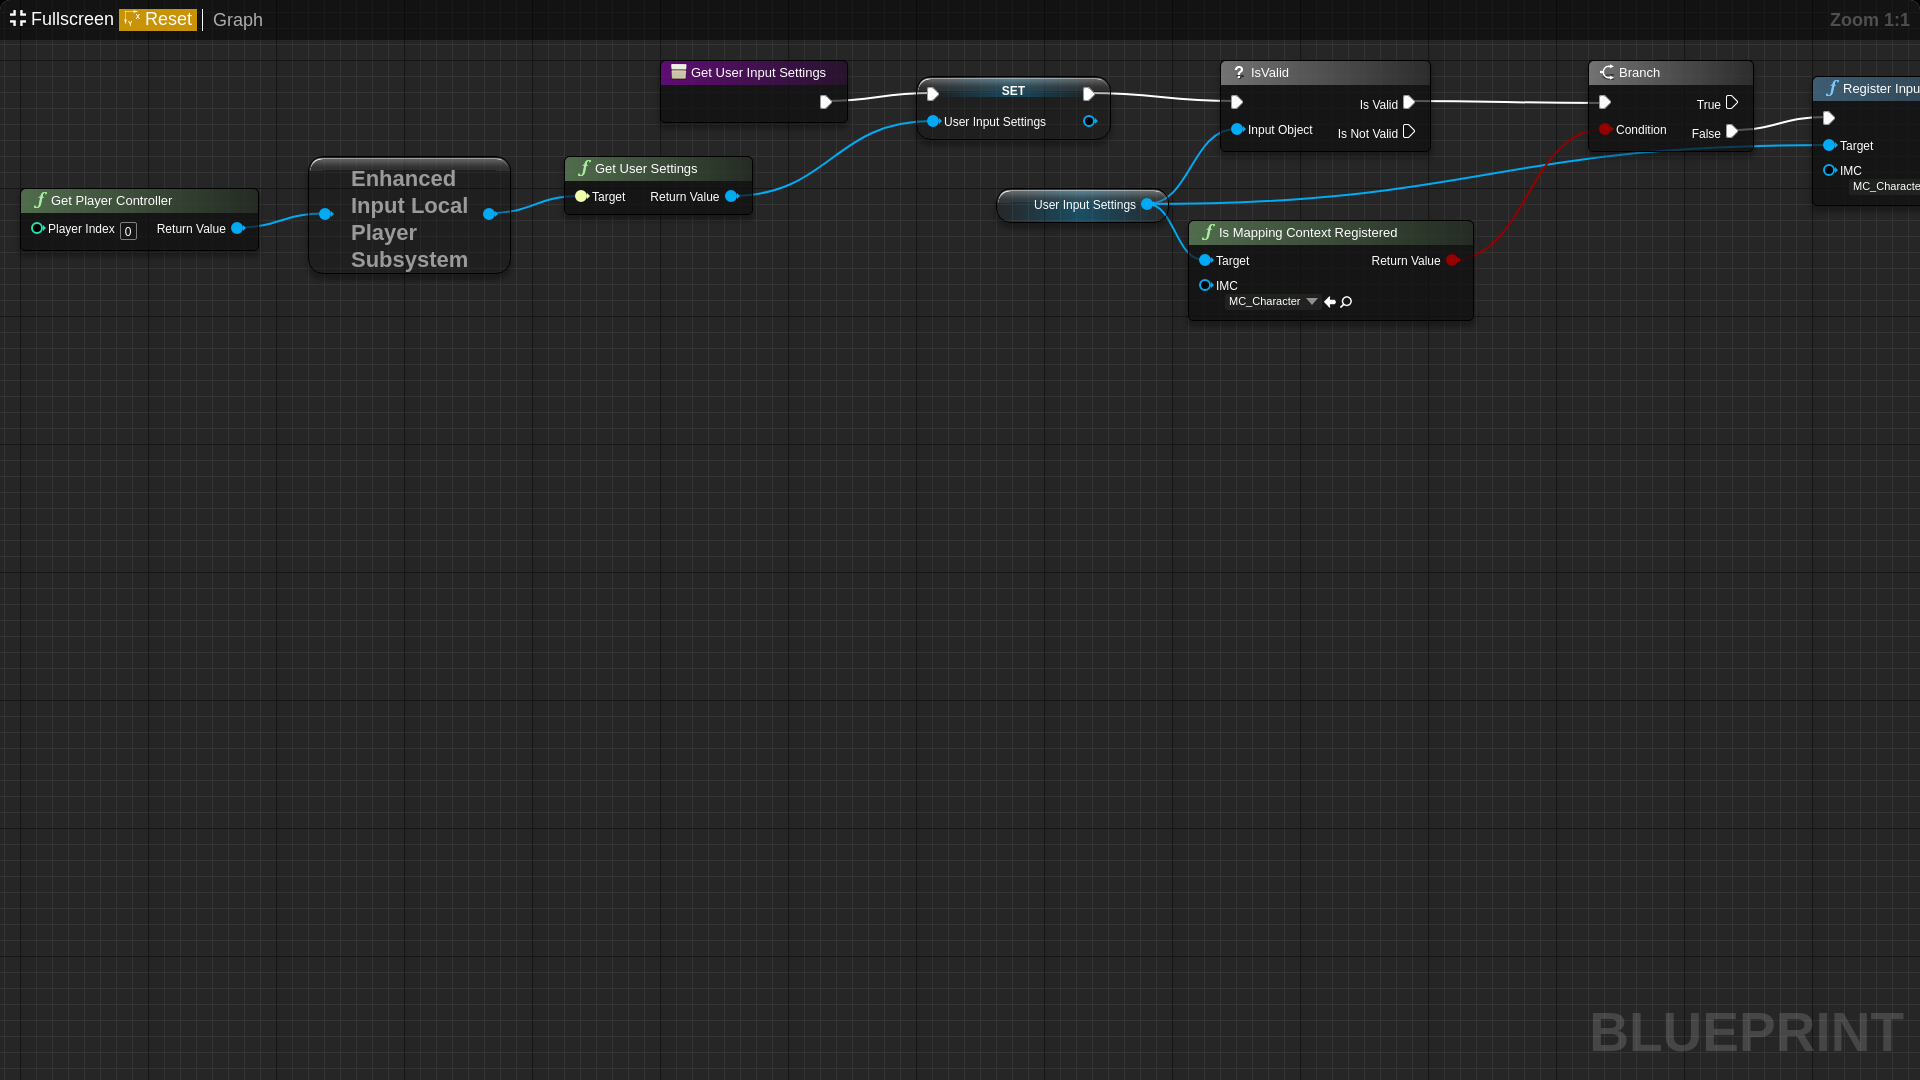 Fullscreen Reset Graph Zoom 1:1
Get User Input Settings
SET
User Input Settings
? IsValid
Is Valid
Input Object
Is Not Valid
Branch
True
Condition
False
Register Inpu
Target
IMC
MC_Characte
Get Player Controller
Player Index 0 Return Value
Enhanced
Input Local
Player
Subsystem
f Get User Settings
Target Return Value
User Input Settings
f Is Mapping Context Registered
Target Return Value
IMC
MC_Character
BLUEPRINT